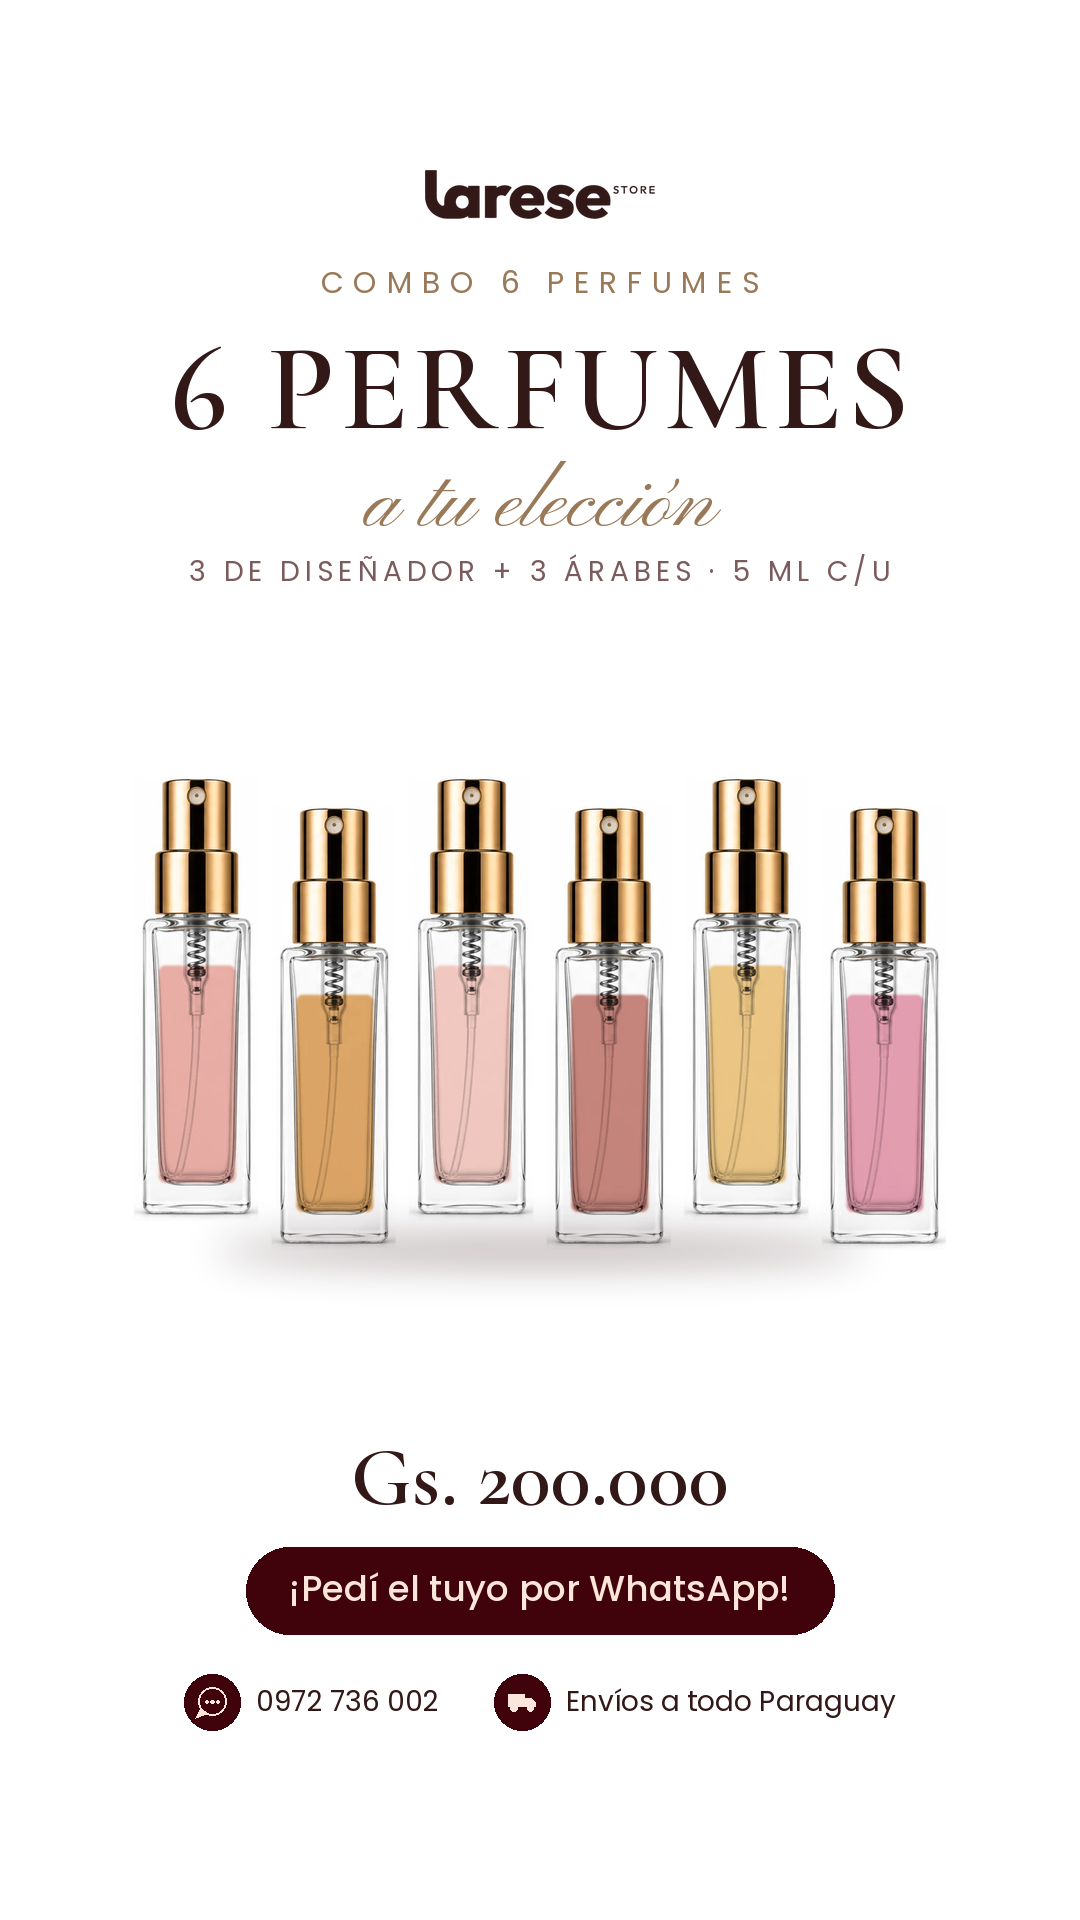 larese STORE
COMBO 6 PERFUMES
6 PERFUMES
a tu elección
3 DE DISEÑADOR + 3 ÁRABES · 5 ML C/U
Gs. 200.000
¡Pedí el tuyo por WhatsApp!
0972 736 002
Envíos a todo Paraguay